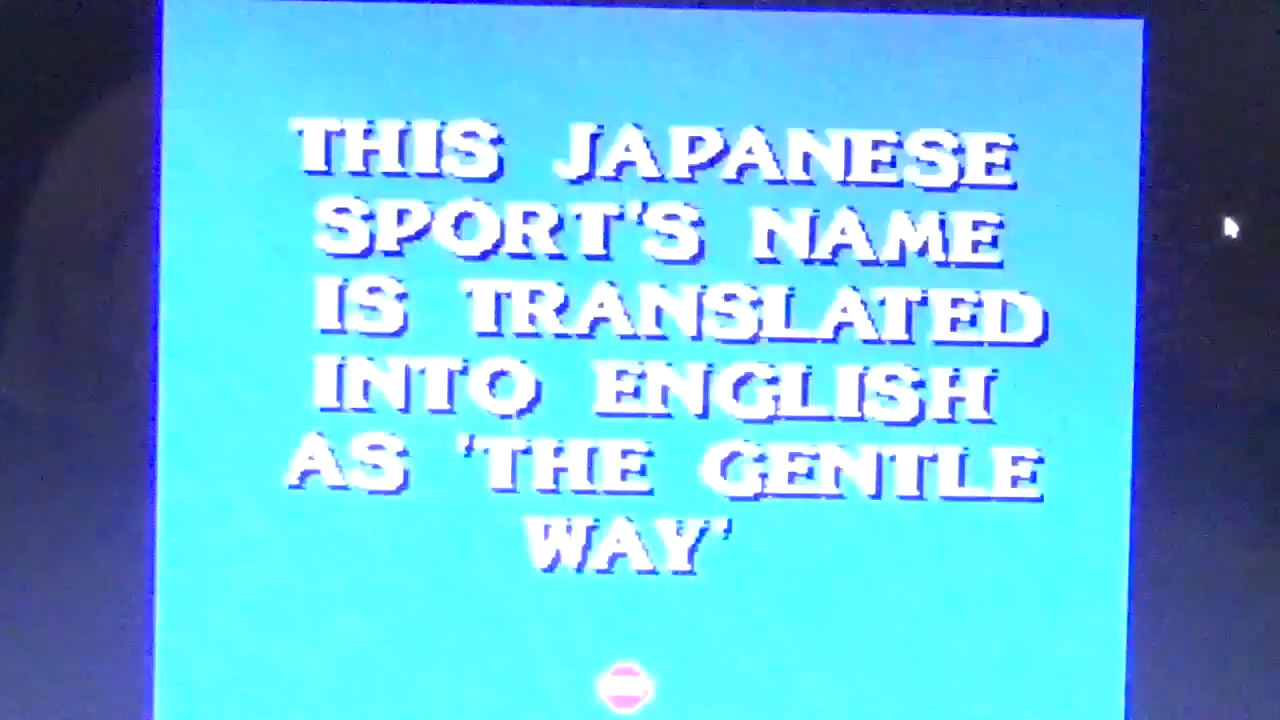 THIS JAPANESE
SPORT'S NAME
IS TRANSLATED
INTO ENGLISH
AS 'THE GENTLE
WAY'